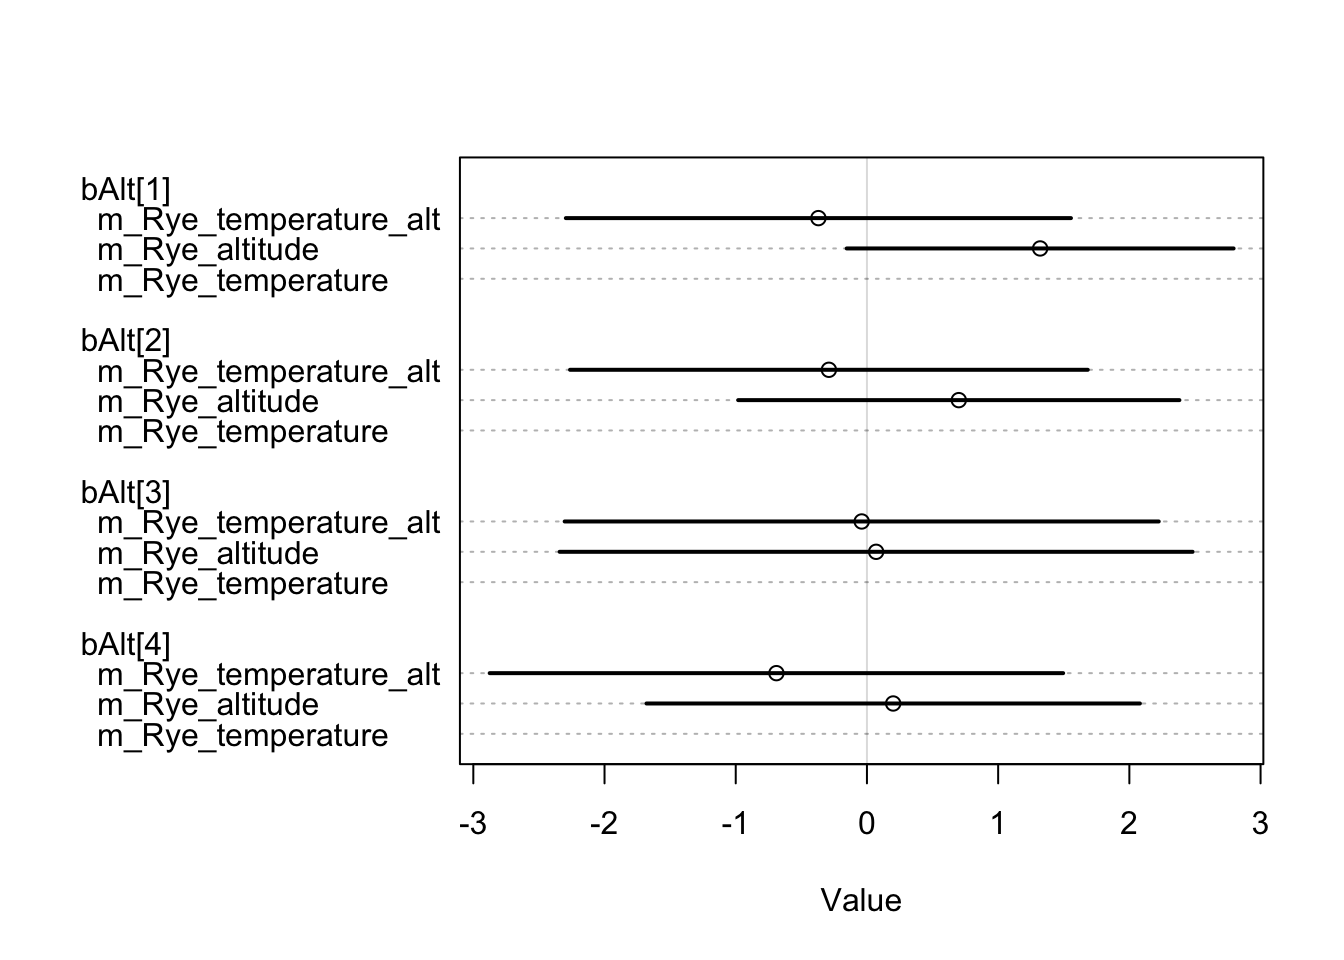 bAlt[1]
m_Rye_temperature_alt
m_Rye_altitude
m_Rye_temperature
bAlt[2]
m_Rye_temperature_alt
m_Rye_altitude
m_Rye_temperature
bAlt[3]
m_Rye_temperature_alt
m_Rye_altitude
m_Rye_temperature
bAlt[4]
m_Rye_temperature_alt
m_Rye_altitude
m_Rye_temperature
-3 -2 -1 0 1 2 3
Value